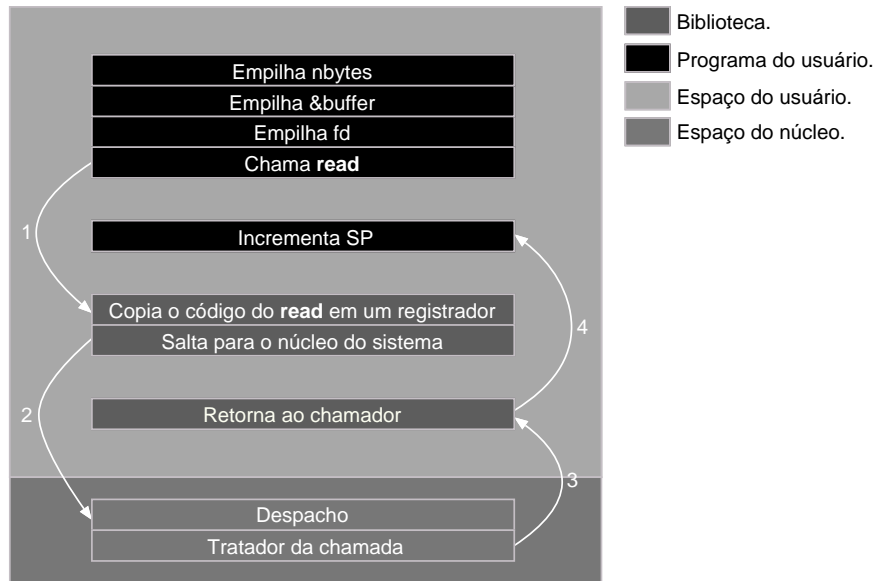 Biblioteca.
Programa do usuário.
Espaço do usuário.
Espaço do núcleo.
Empilha nbytes
Empilha &buffer
Empilha fd
Chama read
1
Incrementa SP
Copia o código do read em um registrador
Salta para o núcleo do sistema
4
2
Retorna ao chamador
3
Despacho
Tratador da chamada